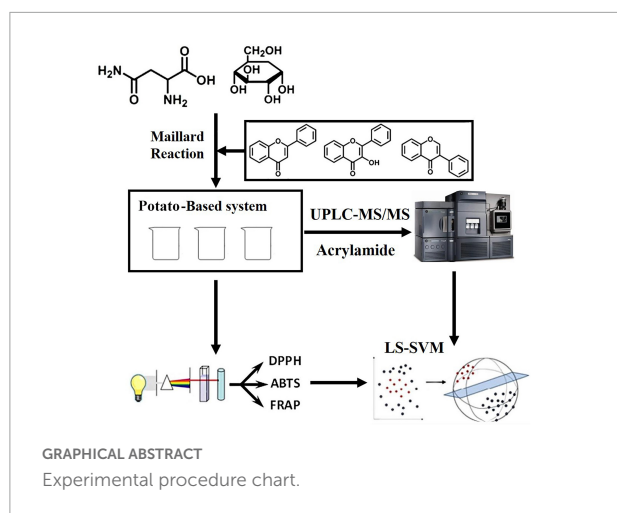 CH₂OH
O
OH
H₂N
O
NH₂
OH
OH
OH
OH
Maillard
Reaction
O
O
O
O
OH
O
O
Potato-Based system
UPLC-MS/MS
Acrylamide
LS-SVM
DPPH
ABTS
FRAP
GRAPHICAL ABSTRACT
Experimental procedure chart.